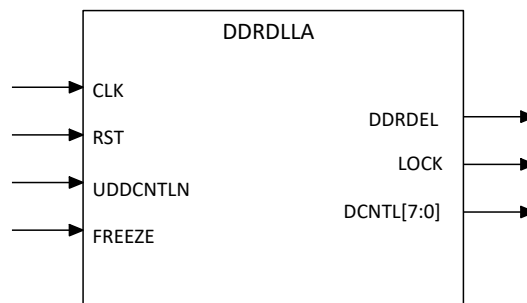 DDRDLLA
CLK
RST
UDDCNTLN
FREEZE
DDRDEL
LOCK
DCNTL[7:0]